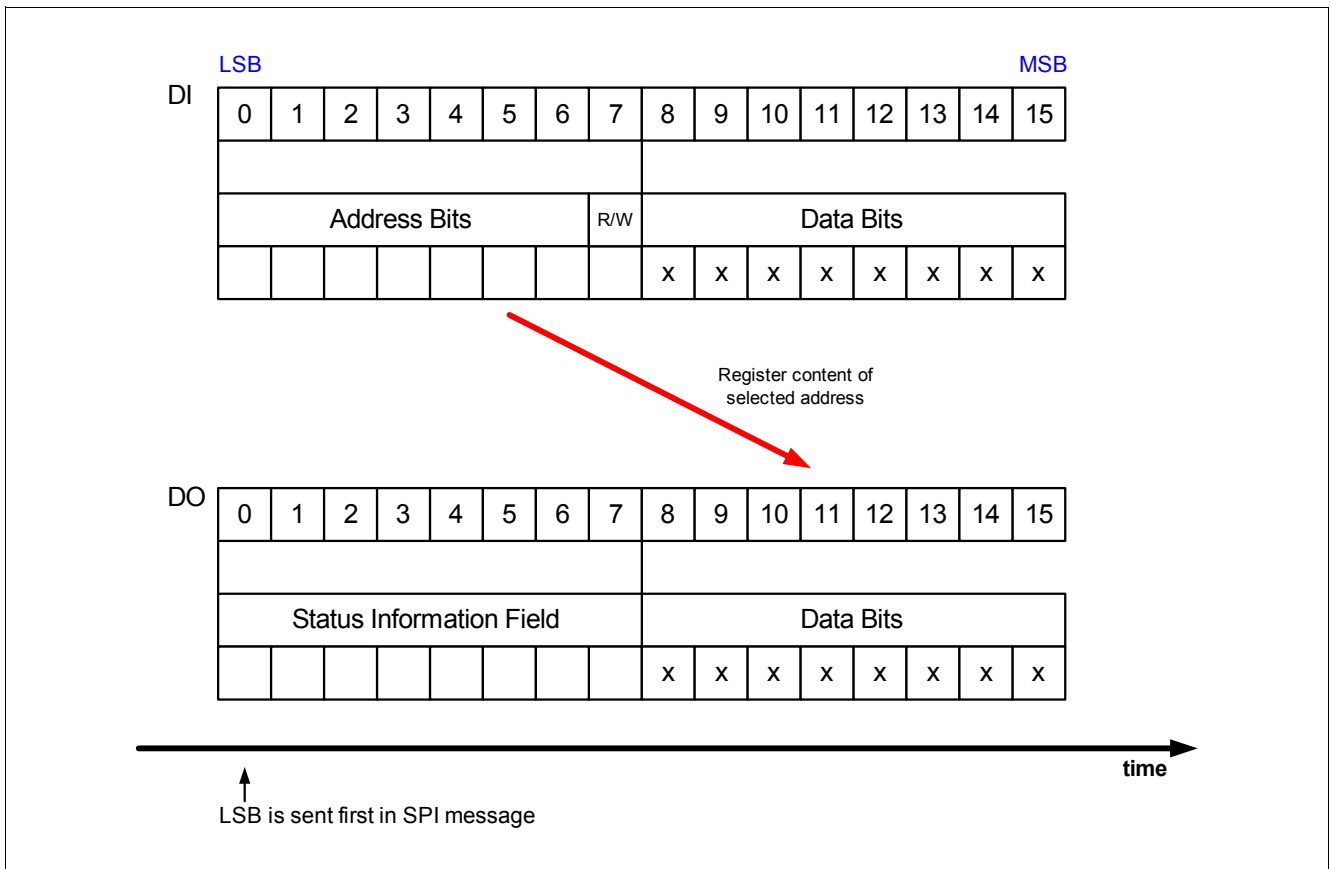 LSB MSB
DI
0 1 2 3 4 5 6 7 8 9 10 11 12 13 14 15
Address Bits R/W Data Bits
x x x x x x x x
Register content of
selected address
DO
0 1 2 3 4 5 6 7 8 9 10 11 12 13 14 15
Status Information Field Data Bits
x x x x x x x x
time
LSB is sent first in SPI message